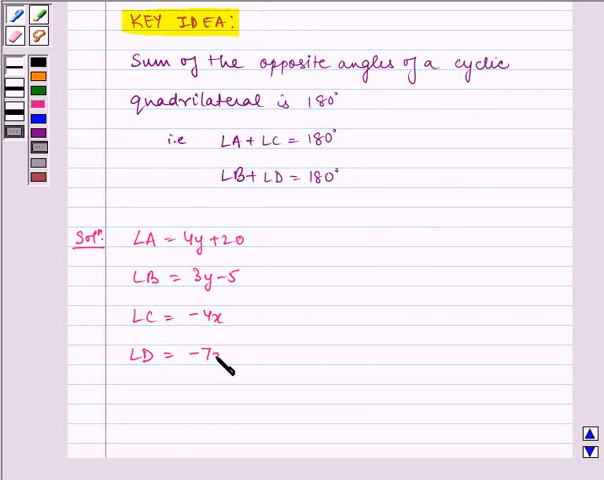 KEY IDEA:
Sum of the opposite angles of a cyclic
quadrilateral is 180°
i.e ∠A + ∠C = 180°
∠B + ∠D = 180°
Solⁿ. ∠A = 4y + 20
∠B = 3y - 5
∠C = - 4x
∠D = - 7